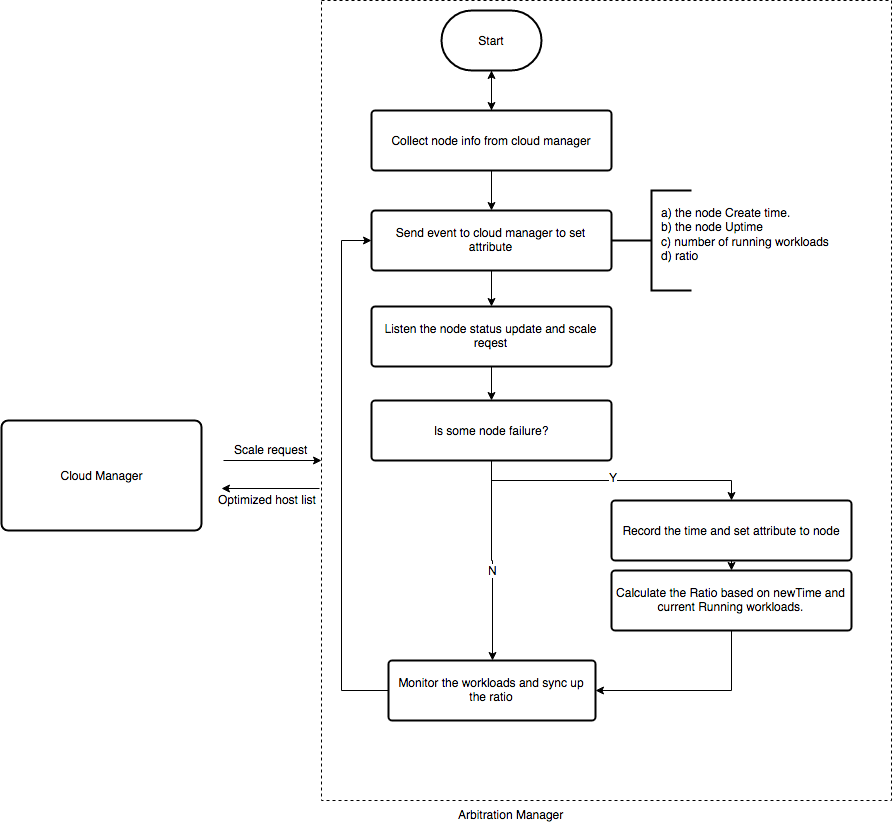 Start
Collect node info from cloud manager
Send event to cloud manager to set
attribute
a) the node Create time.
b) the node Uptime
c) number of running workloads
d) ratio
Listen the node status update and scale
reqest
Is some node failure?
Cloud Manager
Scale request
Optimized host list
Y
Record the time and set attribute to node
N
Calculate the Ratio based on newTime and
current Running workloads.
Monitor the workloads and sync up
the ratio
Arbitration Manager